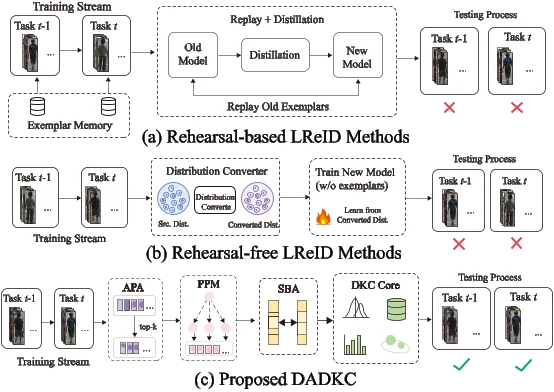 Training Stream
Task t-1
Task t
...
...
Exemplar Memory
Replay + Distillation
Old
Model
Distillation
New
Model
Replay Old Exemplars
Testing Process
Task t-1
Task t
...
...
(a) Rehearsal-based LReID Methods
Task t-1
Task t
...
...
Training Stream
Distribution Converter
Distribution
Converte
Src. Dist.
Converted Dist.
Train New Model
(w/o exemplars)
Learn from
Converted Dist.
Testing Process
Task t-1
Task t
...
...
(b) Rehearsal-free LReID Methods
Task t-1
Task t
...
...
Training Stream
APA
...
top-k
...
PPM
...
SBA
DKC Core
Testing Process
Task t-1
Task t
...
...
(c) Proposed DADKC